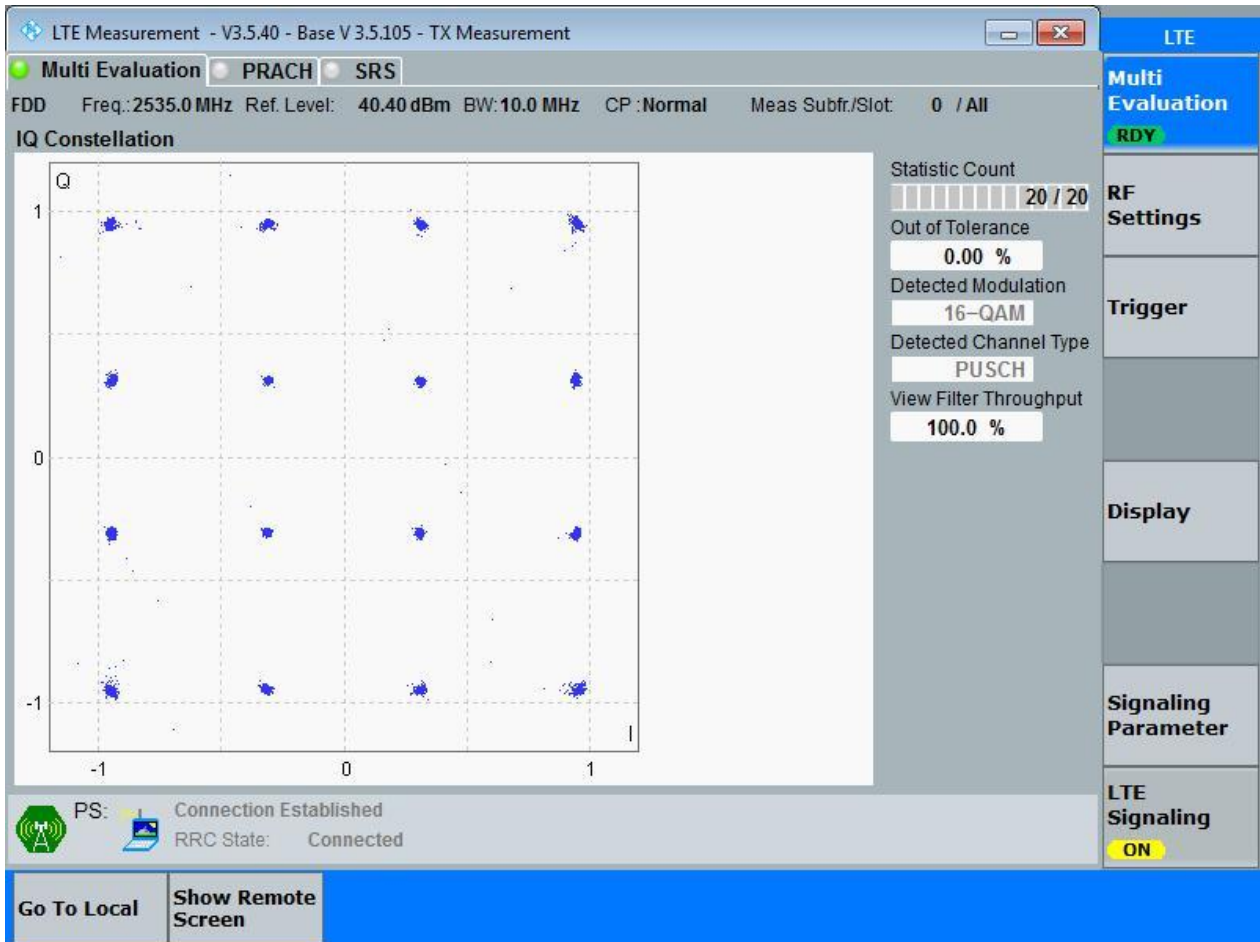 LTE Measurement - V3.5.40 - Base V 3.5.105 - TX Measurement
LTE
Multi Evaluation PRACH SRS
Multi
Evaluation
RDY
FDD Freq.:2535.0 MHz Ref. Level: 40.40 dBm BW:10.0 MHz CP :Normal Meas Subfr./Slot: 0 / All
IQ Constellation
Q
1
0
-1
I
-1 0 1
Statistic Count
20 / 20
Out of Tolerance
0.00 %
Detected Modulation
16-QAM
Detected Channel Type
PUSCH
View Filter Throughput
100.0 %
RF
Settings
Trigger
Display
Signaling
Parameter
LTE
Signaling
ON
PS: Connection Established
RRC State: Connected
Go To Local
Show Remote
Screen